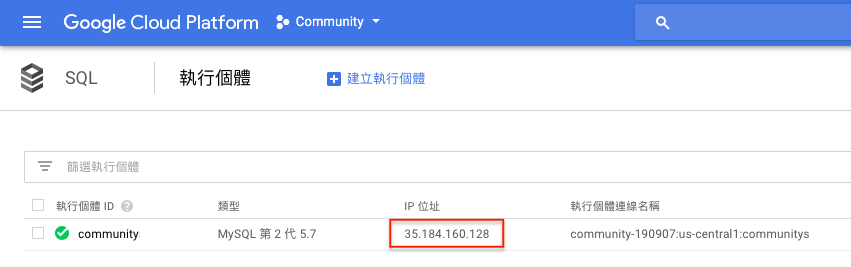 Google Cloud Platform Community
SQL 執行個體 建立執行個體
篩選執行個體
執行個體 ID ? 類型 IP 位址 執行個體連線名稱
community MySQL 第 2 代 5.7 35.184.160.128 community-190907:us-central1:communitys